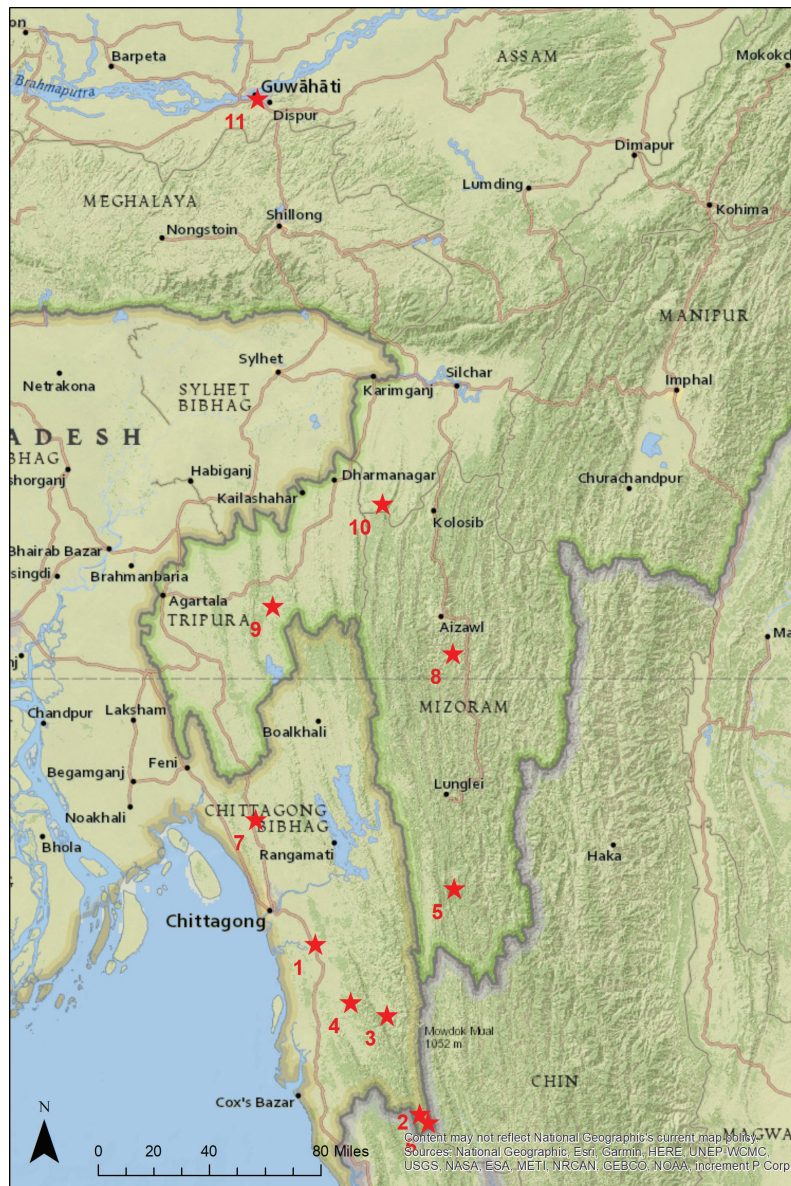 on
ASSAM
Mokokc
Barpeta
Brahmaputra
Guwāhāti
Dispur
11
Dimapur
MEGHALAYA
Lumding
Kohima
Shillong
Nongstoin
MANIPUR
Sylhet
Silchar
Netrakona
SYLHET
BIBHAG
Karimganj
Imphal
ADESH
BHAG
shorganj
Habiganj
Dharmanagar
Churachandpur
Kailashahar
10
Kolosib
Bhairab Bazar
singdi
Brahmanbaria
Agartala
TRIPURA
9
Aizawl
Ma
nj
8
MIZORAM
Chandpur
Laksham
Boalkhali
Feni
Begamganj
Lunglei
Noakhali
CHITTAGONG
BIBHAG
7
Bhola
Rangamati
Haka
5
Chittagong
1
4
3
Mowdok Mual
1052 m
CHIN
Cox's Bazar
2
MAGWA
N
0 20 40 80 Miles
Content may not reflect National Geographic's current map policy.
Sources: National Geographic, Esri, Garmin, HERE, UNEP-WCMC,
USGS, NASA, ESA, METI, NRCAN, GEBCO, NOAA, increment P Corp